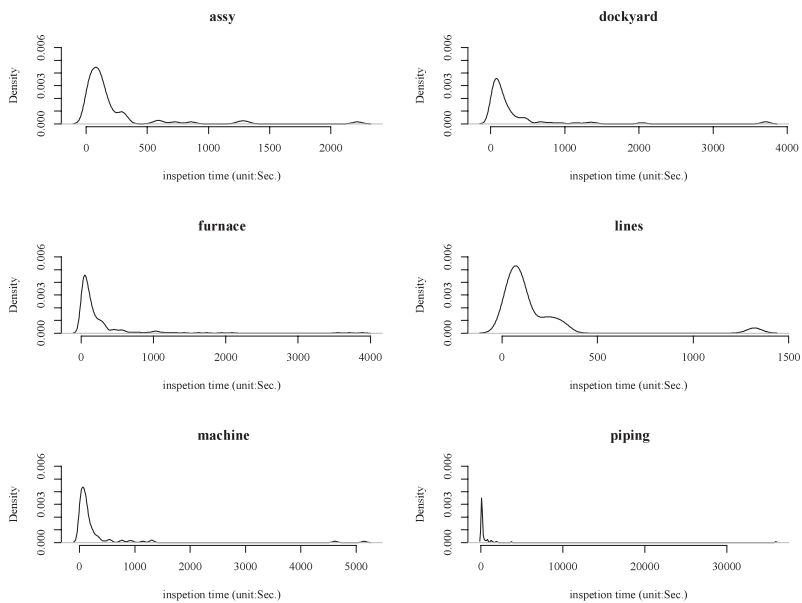 assy
dockyard
Density
0.000 0.003 0.006
0 500 1000 1500 2000
inspetion time (unit:Sec.)
Density
0.000 0.003 0.006
0 1000 2000 3000 4000
inspetion time (unit:Sec.)
furnace
lines
Density
0.000 0.003 0.006
0 1000 2000 3000 4000
inspetion time (unit:Sec.)
Density
0.000 0.003 0.006
0 500 1000 1500
inspetion time (unit:Sec.)
machine
piping
Density
0.000 0.003 0.006
0 1000 2000 3000 4000 5000
inspetion time (unit:Sec.)
Density
0.000 0.003 0.006
0 10000 20000 30000
inspetion time (unit:Sec.)